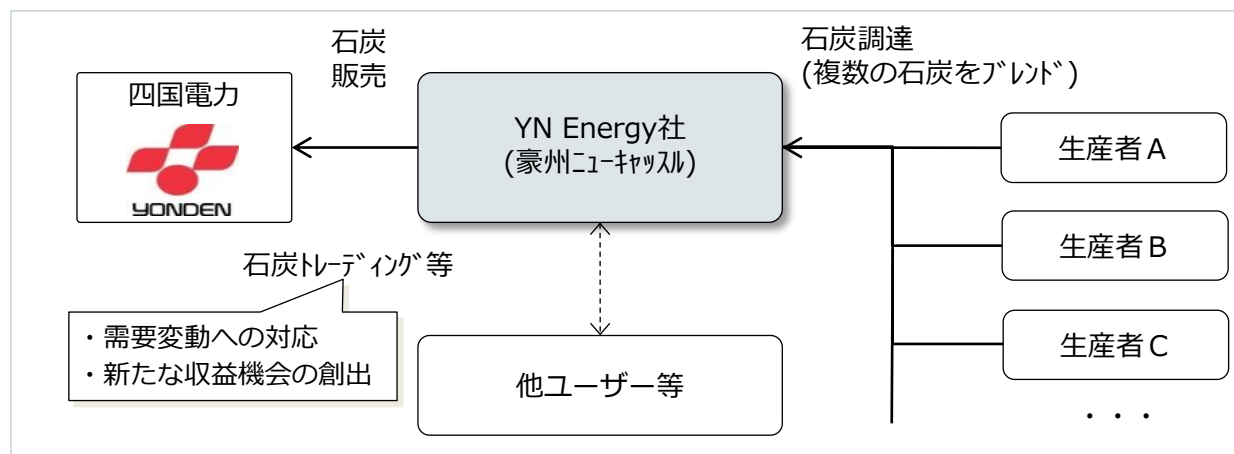 石炭
販売
石炭調達
(複数の石炭をﾌﾞﾚﾝﾄﾞ)
四国電力
YONDEN
YN Energy社
(豪州ﾆｭｰｷｬｯｽﾙ)
生産者A
生産者B
生産者C
・・・
石炭ﾄﾚｰﾃﾞｨﾝｸﾞ等
・需要変動への対応
・新たな収益機会の創出
他ユーザー等